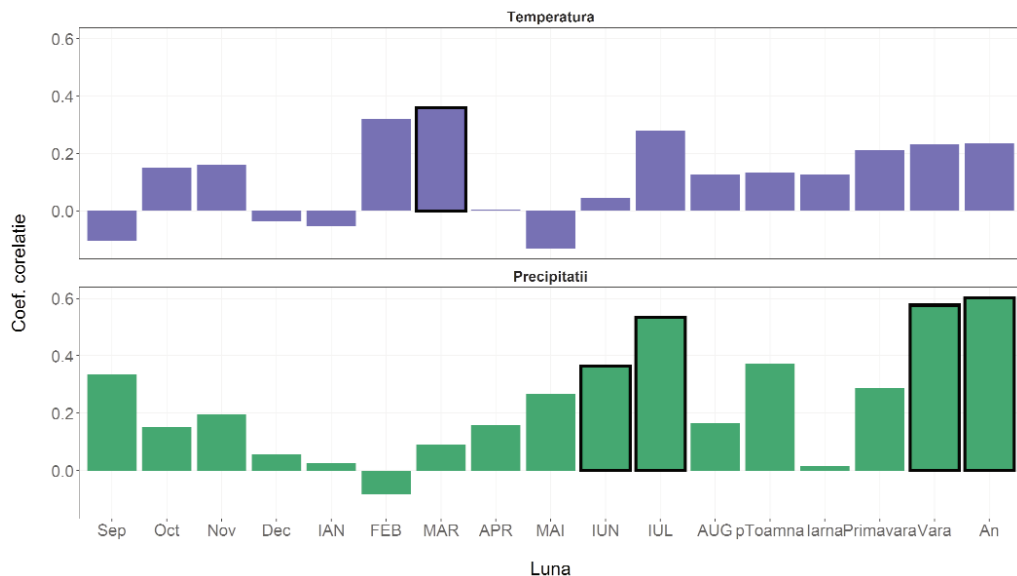 Temperatura
0.6
0.4
0.2
0.0
Precipitatii
0.6
0.4
0.2
0.0
Coef. corelatie
Sep Oct Nov Dec IAN FEB MAR APR MAI IUN IUL AUG pToamna Iarna Primavara Vara An
Luna